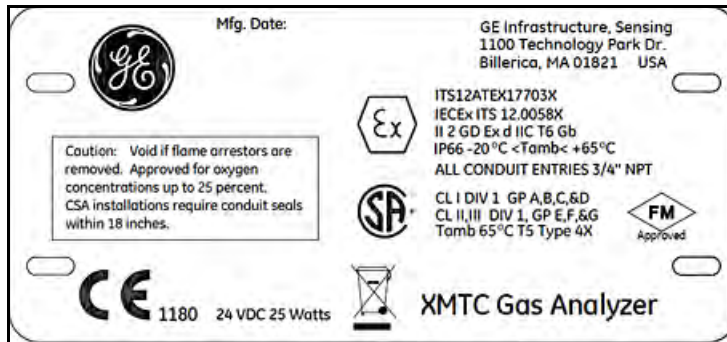 GE
Mfg. Date:
GE Infrastructure, Sensing
1100 Technology Park Dr.
Billerica, MA 01821 USA
Ex
ITS12ATEX17703X
IECEx ITS 12.0058X
II 2 GD Ex d IIC T6 Gb
IP66 -20 °C <Tamb< +65°C
ALL CONDUIT ENTRIES 3/4" NPT
Caution: Void if flame arrestors are
removed. Approved for oxygen
concentrations up to 25 percent.
CSA installations require conduit seals
within 18 inches.
SA
CL I DIV 1 GP A,B,C,&D
CL II,III DIV 1, GP E,F,&G
Tamb 65°C T5 Type 4X
FM
Approved
CE 1180 24 VDC 25 Watts
XMTC Gas Analyzer